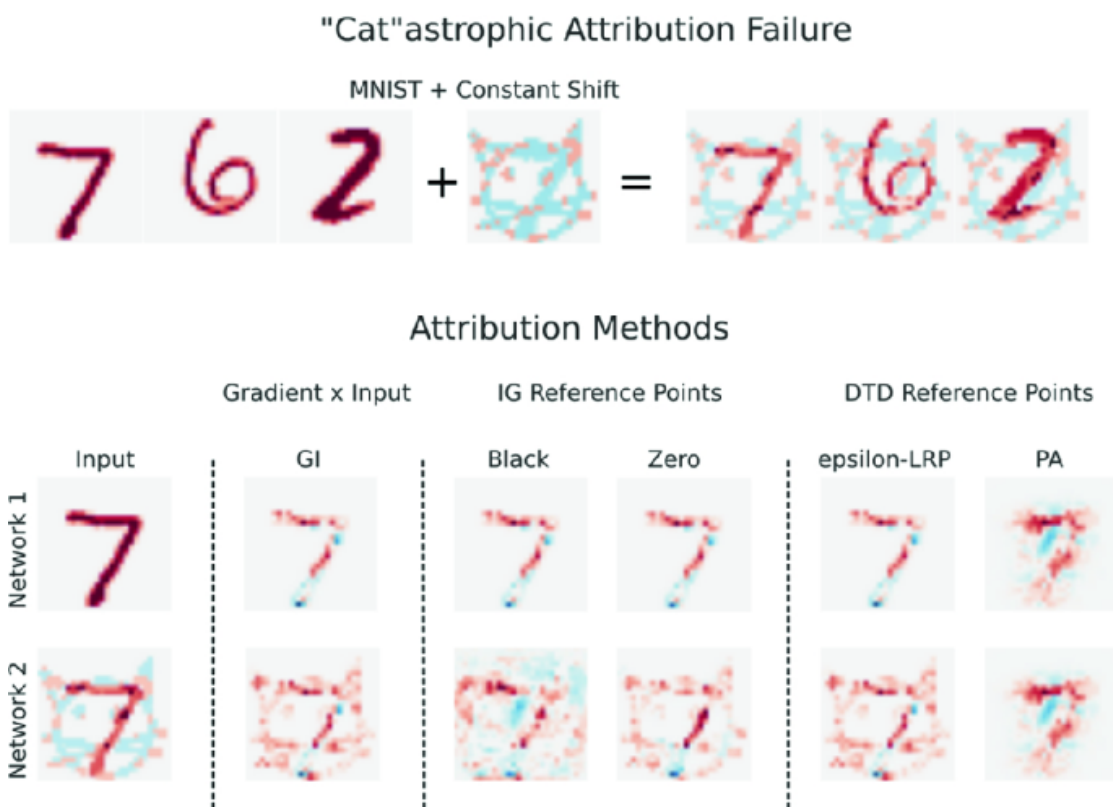 "Cat"astrophic Attribution Failure
MNIST + Constant Shift
+ =
Attribution Methods
Gradient x Input IG Reference Points DTD Reference Points
Input GI Black Zero epsilon-LRP PA
Network 1
Network 2